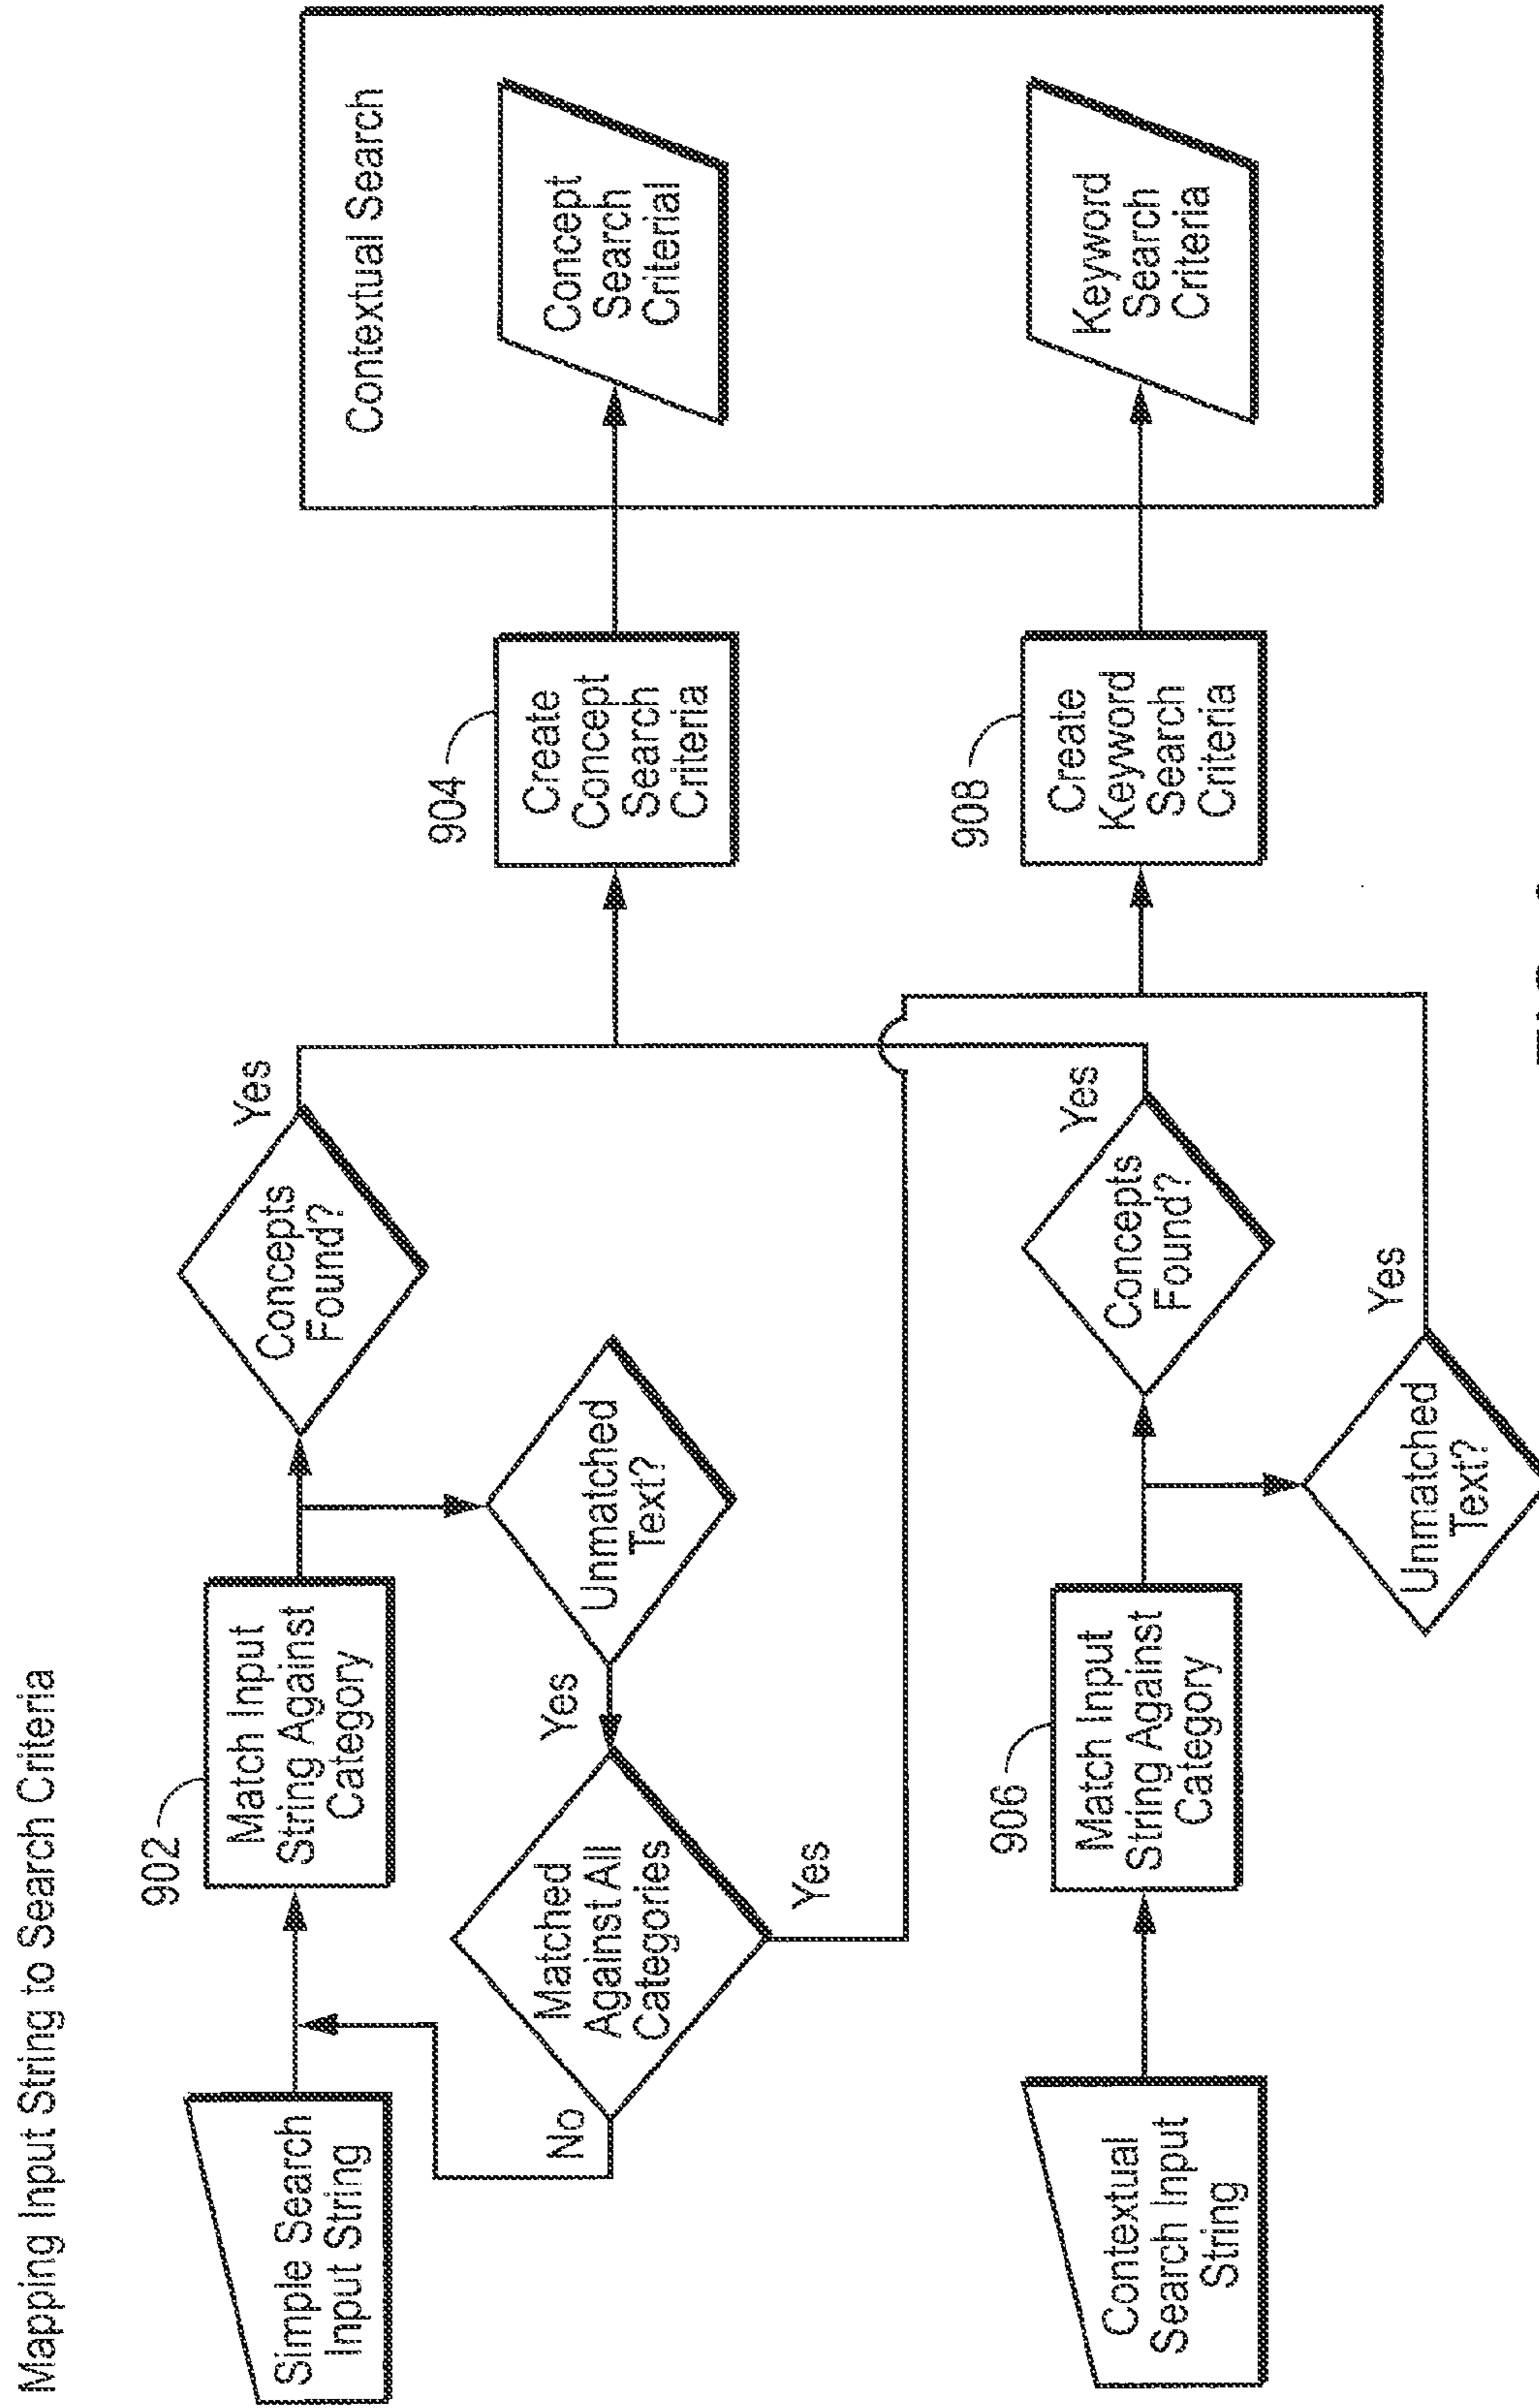 Mapping Input String to Search Criteria
Simple Search
Input String
902
Match Input
String Against
Category
Concepts
Found?
Yes
Unmatched
Text?
Yes
Matched
Against All
Categories
No
Yes
904
Create
Concept
Search
Criteria
Contextual Search
Concept
Search
Criterial
Contextual
Search Input
String
906
Match Input
String Against
Category
Concepts
Found?
Yes
Unmatched
Text?
Yes
908
Create
Keyword
Search
Criteria
Keyword
Search
Criteria